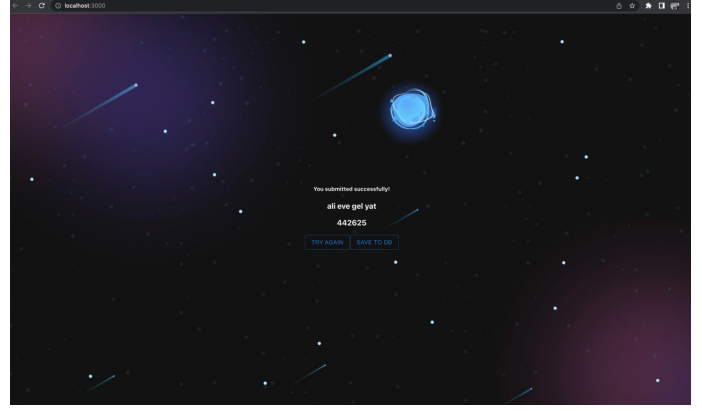 localhost:3000
You submitted successfully!
ali eve gel yat
442625
TRY AGAIN SAVE TO DB